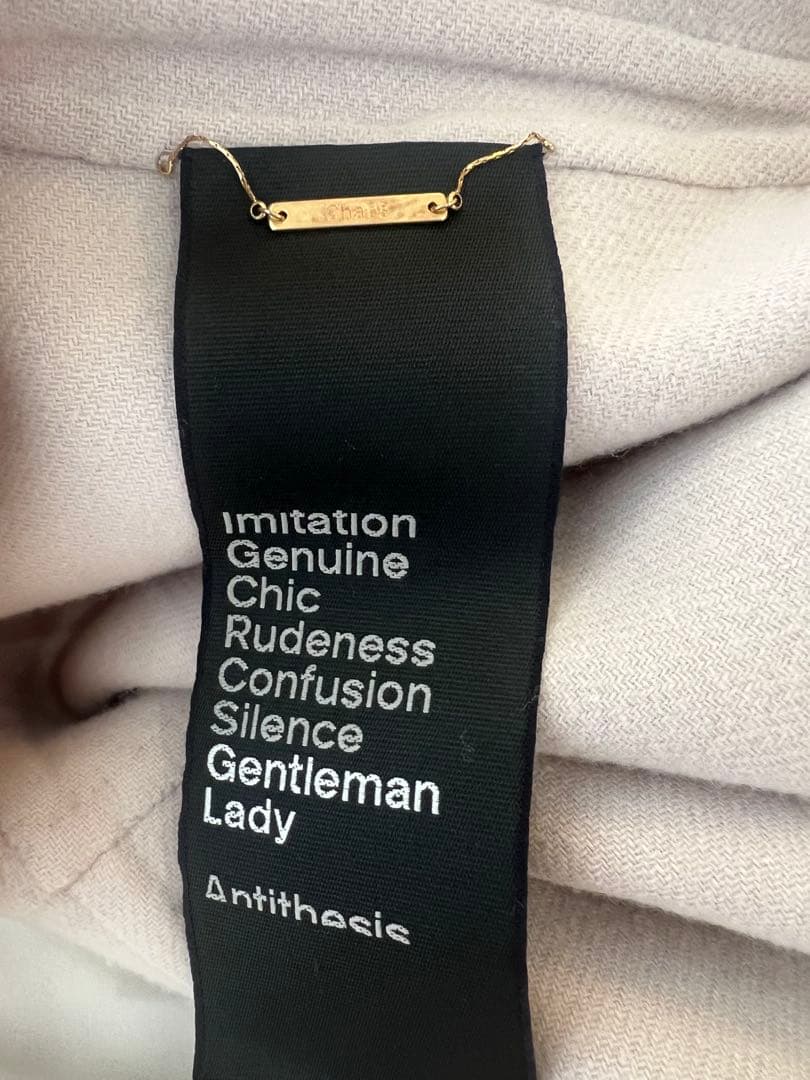 Imitation
Genuine
Chic
Rudeness
Confusion
Silence
Gentleman
Lady
Antithesis